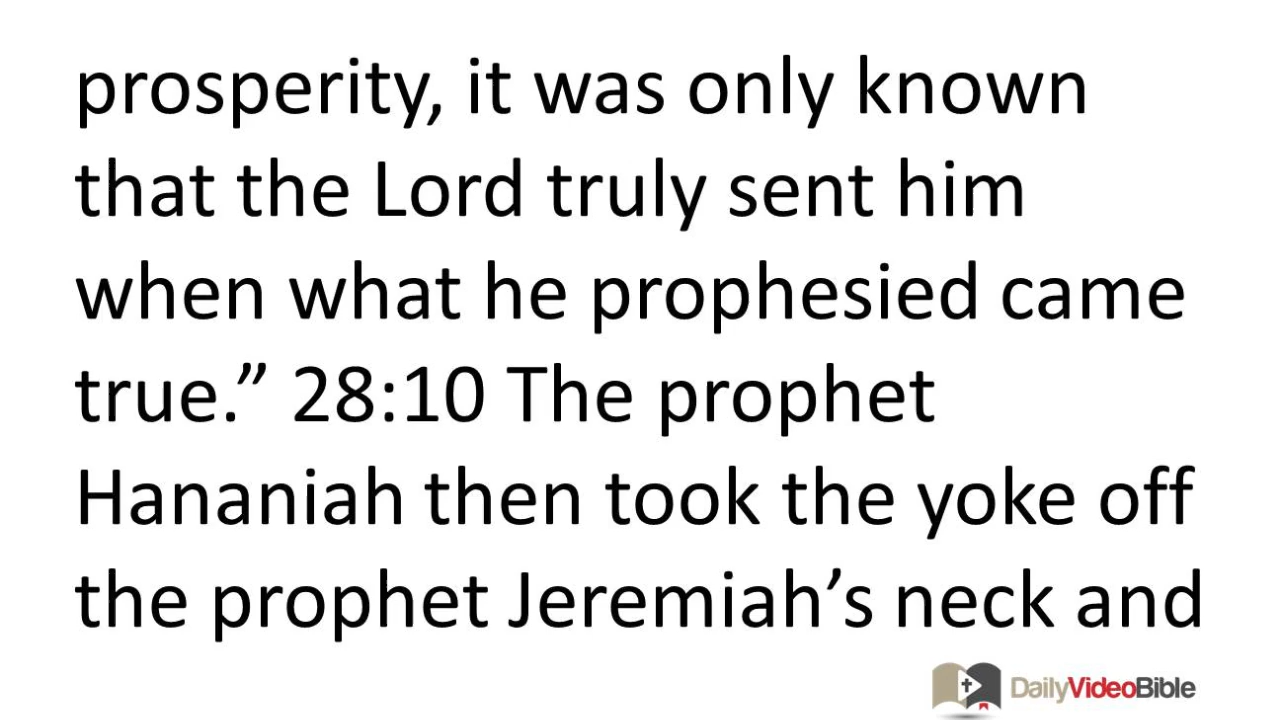 prosperity, it was only known
that the Lord truly sent him
when what he prophesied came
true.” 28:10 The prophet
Hananiah then took the yoke off
the prophet Jeremiah’s neck and
DailyVideoBible